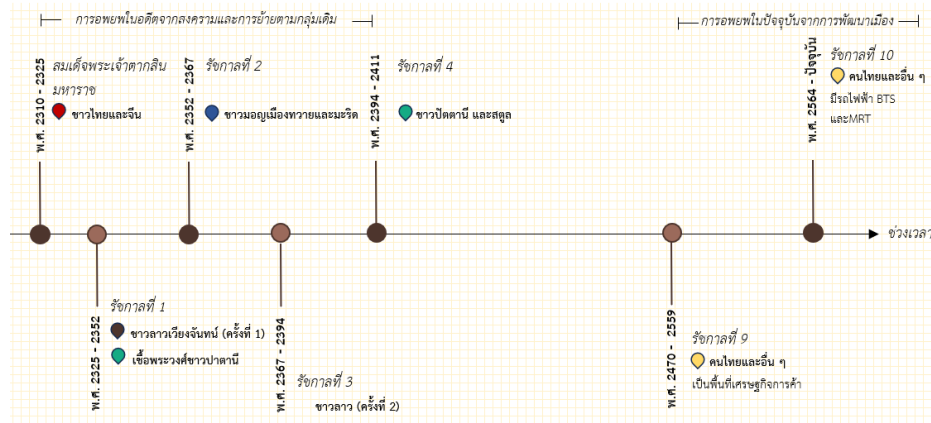 การอพยพในอดีตจากสงครามและการย้ายตามกลุ่มเดิม
การอพยพในปัจจุบันจากการพัฒนาเมือง
พ.ศ. 2310 - 2325
สมเด็จพระเจ้าตากสิน
มหาราช
ชาวไทยและจีน
พ.ศ. 2352 - 2367
รัชกาลที่ 2
ชาวมอญเมืองทวายและมะริด
พ.ศ. 2394 - 2411
รัชกาลที่ 4
ชาวปัตตานี และสตูล
พ.ศ. 2564 - ปัจจุบัน
รัชกาลที่ 10
คนไทยและอื่น ๆ
มีรถไฟฟ้า BTS
และMRT
ช่วงเวลา
พ.ศ. 2325 - 2352
รัชกาลที่ 1
ชาวลาวเวียงจันทน์ (ครั้งที่ 1)
เชื้อพระวงศ์ชาวปาตานี
พ.ศ. 2367 - 2394
รัชกาลที่ 3
ชาวลาว (ครั้งที่ 2)
พ.ศ. 2470 - 2559
รัชกาลที่ 9
คนไทยและอื่น ๆ
เป็นพื้นที่เศรษฐกิจการค้า